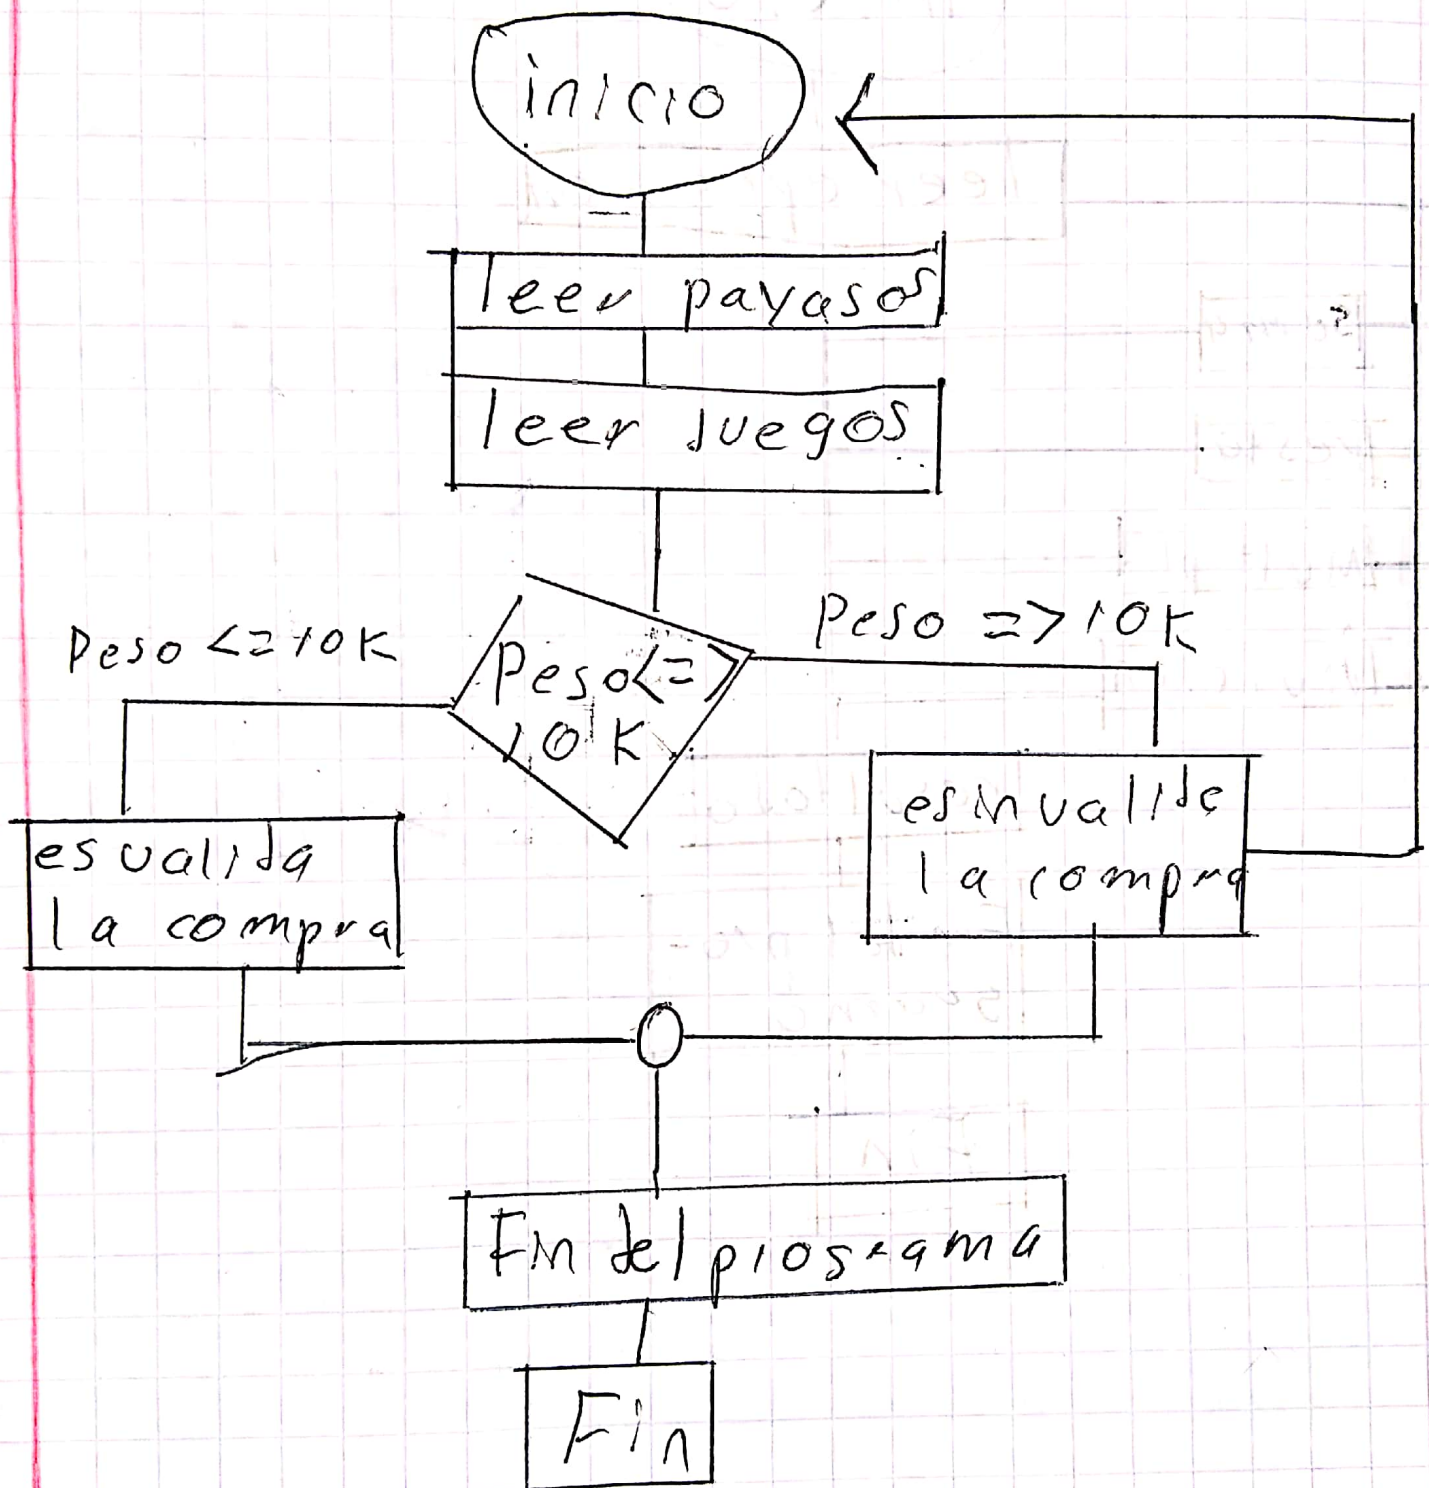 inicio
leer payasos
leer juegos
Peso <= 10K
Peso<=>
10K
Peso => 10K
es valida
la compra
es invalida
la compra
Fin del programa
Fin